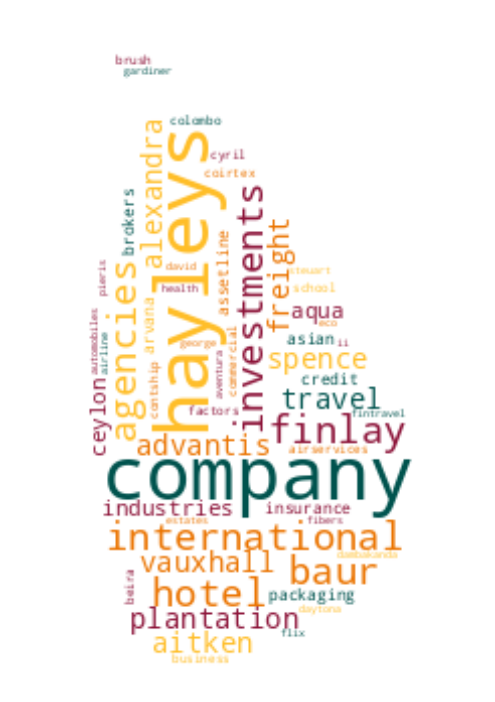 brush
gardiner
colombo
alexandra
hayleys
cyril
coirtex
brokers
investments
freight
assetline
agencies
pieris
david
steuart
health
school
arvana
aqua
eco
automobiles
airline
george
commercial
asian
ii
aventura
spence
contship
credit
ceylon
travel
factors
fintravel
finlay
advantis
airservices
company
industries
insurance
estates
fibers
international
dambakanda
vauxhall
baur
beira
hotel
packaging
daytona
plantation
flix
aitken
business